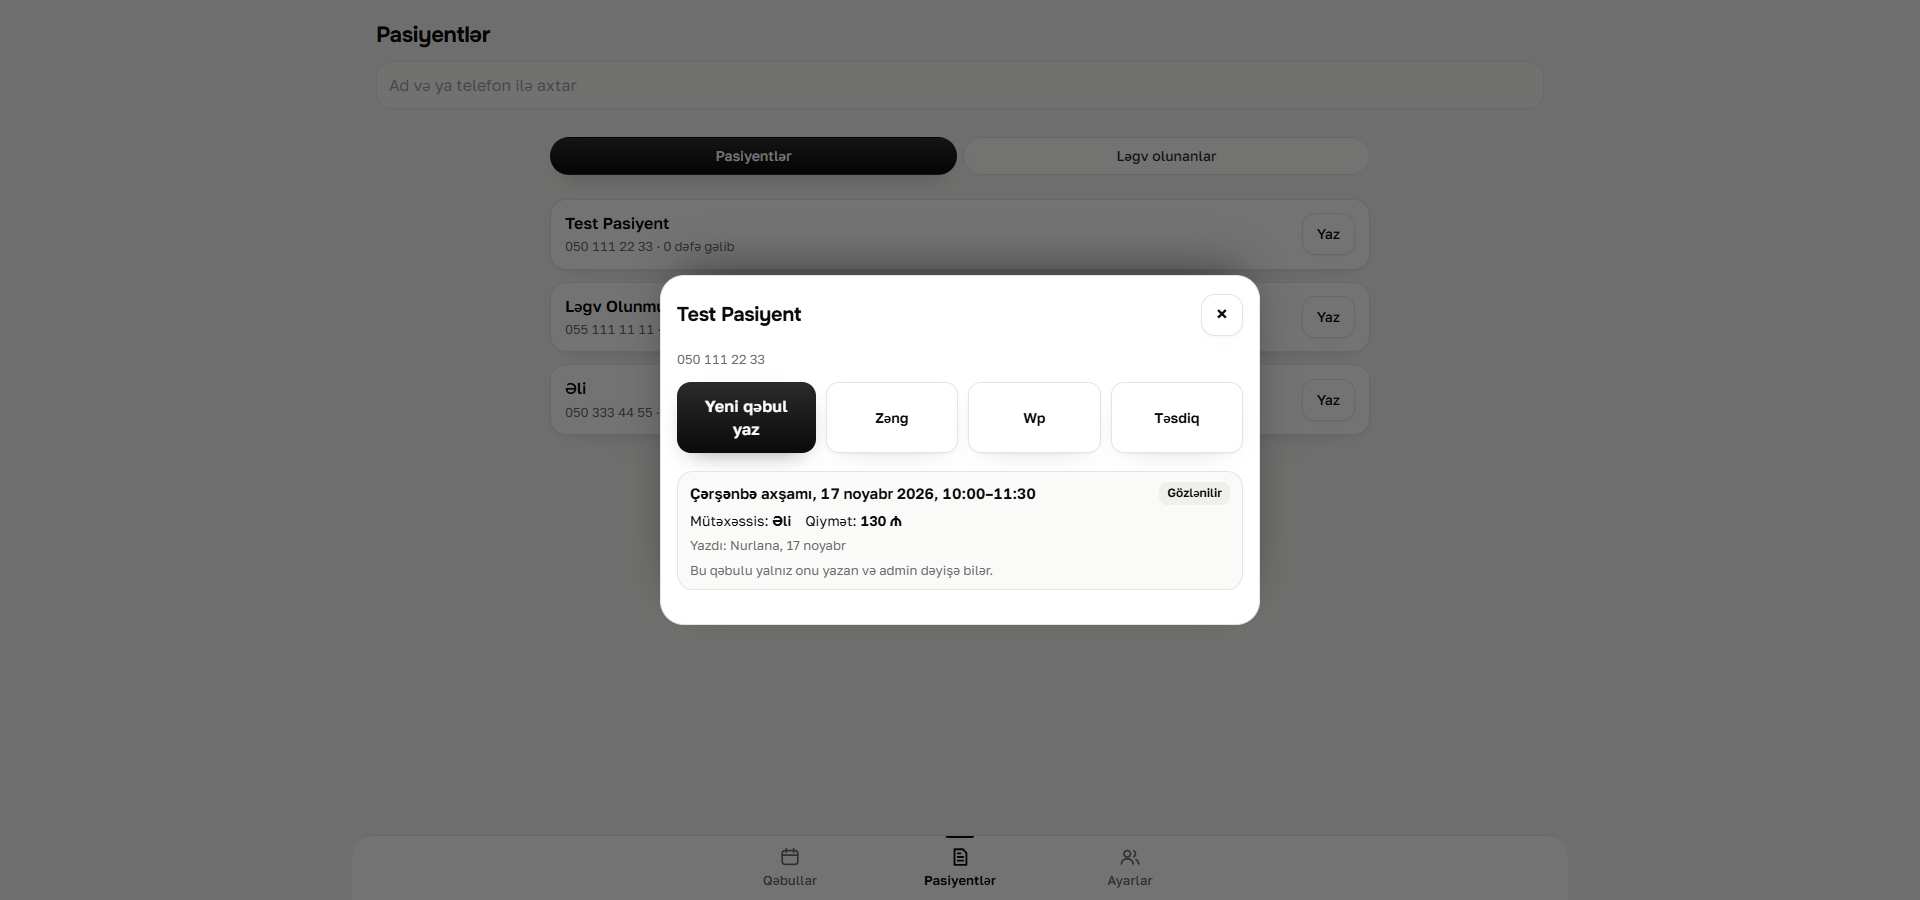 Pasiyentlər
Ad və ya telefon ilə axtar
Pasiyentlər
Ləğv olunanlar
Test Pasiyent
050 111 22 33 · 0 dəfə gəlib
Yaz
Ləğv Olunmu
055 111 11 11 ·
Yaz
Əli
050 333 44 55 ·
Yaz
Test Pasiyent
×
050 111 22 33
Yeni qəbul
yaz
Zəng
Wp
Təsdiq
Çərşənbə axşamı, 17 noyabr 2026, 10:00–11:30
Gözlənilir
Mütəxəssis: Əli Qiymət: 130 ₼
Yazdı: Nurlana, 17 noyabr
Bu qəbulu yalnız onu yazan və admin dəyişə bilər.
Qəbullar
Pasiyentlər
Ayarlar